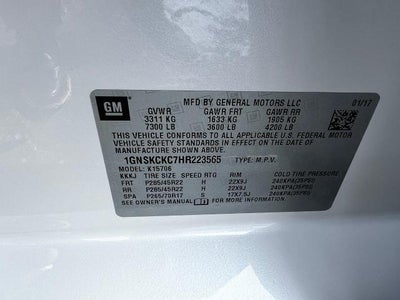 GM
MFD BY GENERAL MOTORS LLC 01/17
GVWR GAWR FRT GAWR RR
3311 KG 1633 KG 1905 KG
7300 LB 3600 LB 4200 LB
THIS VEHICLE CONFORMS TO ALL APPLICABLE U.S. FEDERAL MOTOR
VEHICLE SAFETY STANDARDS IN EFFECT ON THE DATE OF
MANUFACTURE SHOWN ABOVE.
1GNSKCKC7HR223565 TYPE: M.P.V.
MODEL: K15706
KKKJ TIRE SIZE SPEED RTG RIM COLD TIRE PRESSURE
FRT P285/45R22 H 22X9J 240KPA(35PSI)
RR P285/45R22 H 22X9J 240KPA(35PSI)
SPA P265/70R17 S 17X7.5J 240KPA(35PSI)
SEE OWNER'S MANUAL FOR MORE INFORMATION.